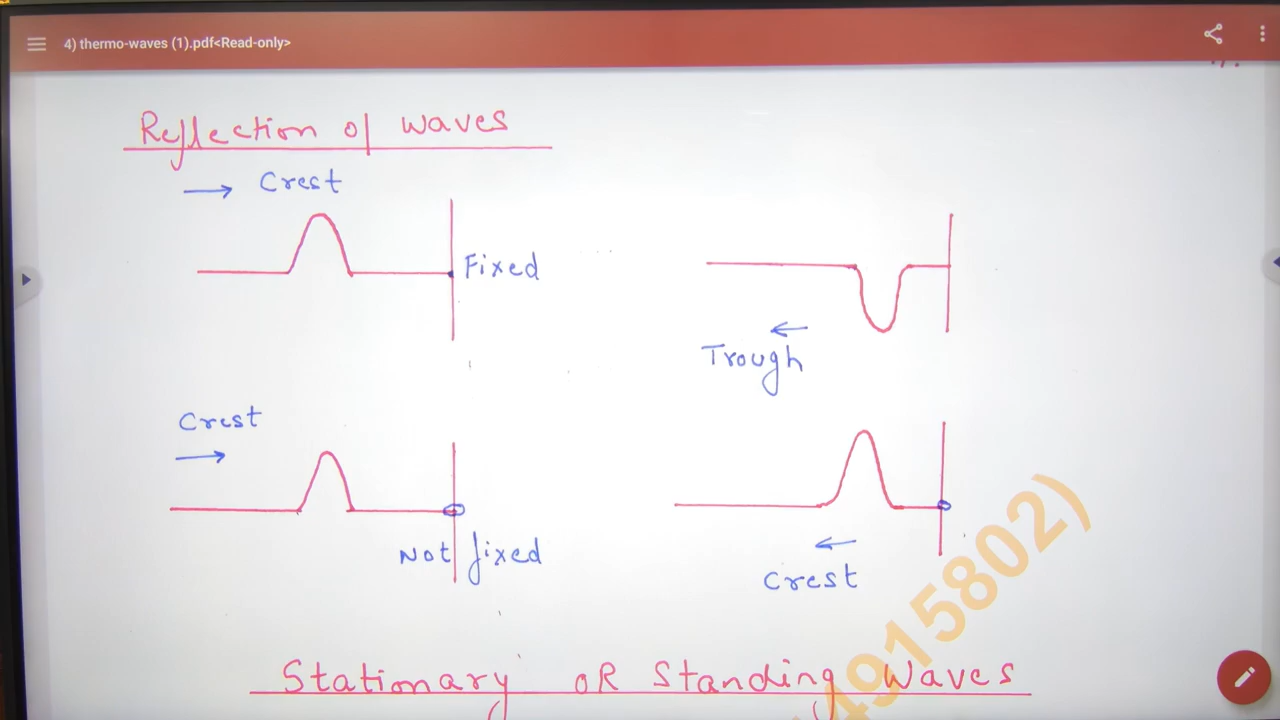 4) thermo-waves (1).pdf<Read-only>
Reflection of waves
Crest
Fixed
Trough
Crest
Not fixed
Crest
4915802)
Stationary OR Standing Waves